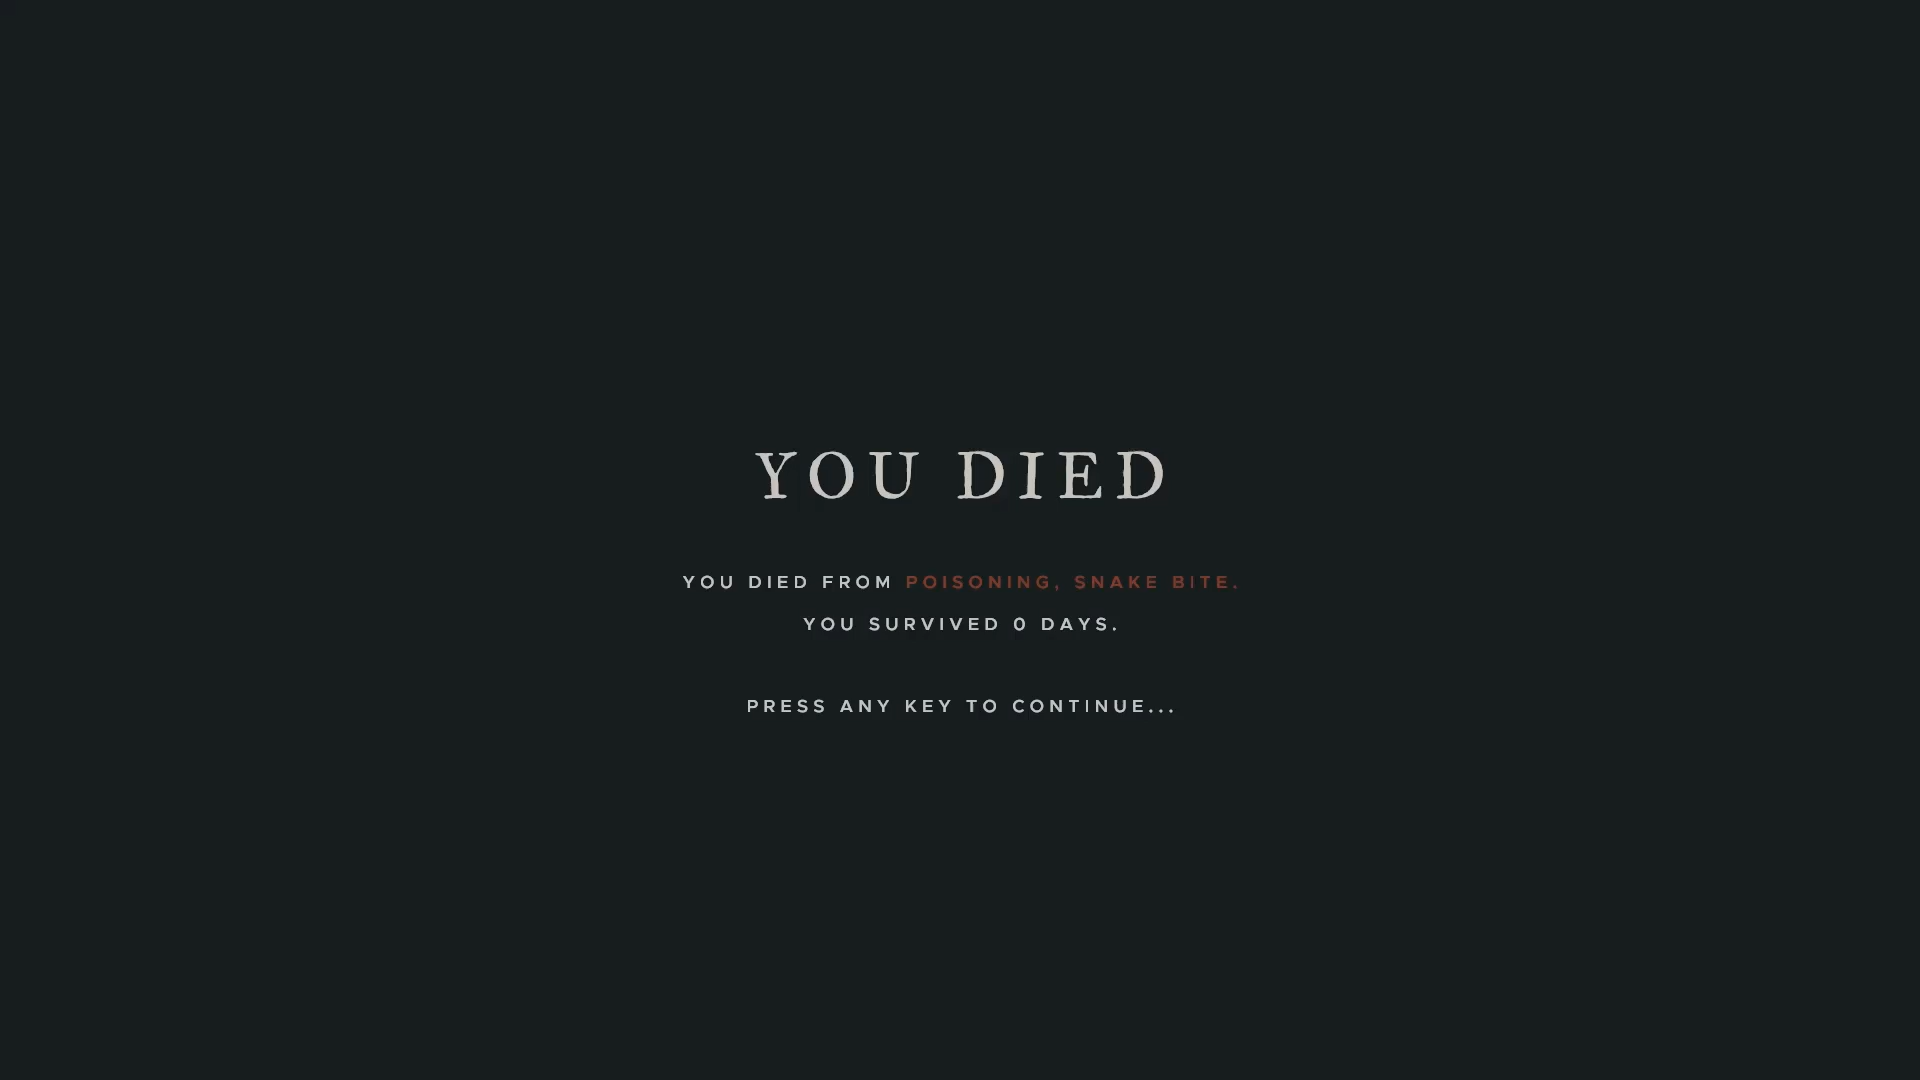 YOU DIED
YOU DIED FROM POISONING, SNAKE BITE.
YOU SURVIVED 0 DAYS.
PRESS ANY KEY TO CONTINUE...